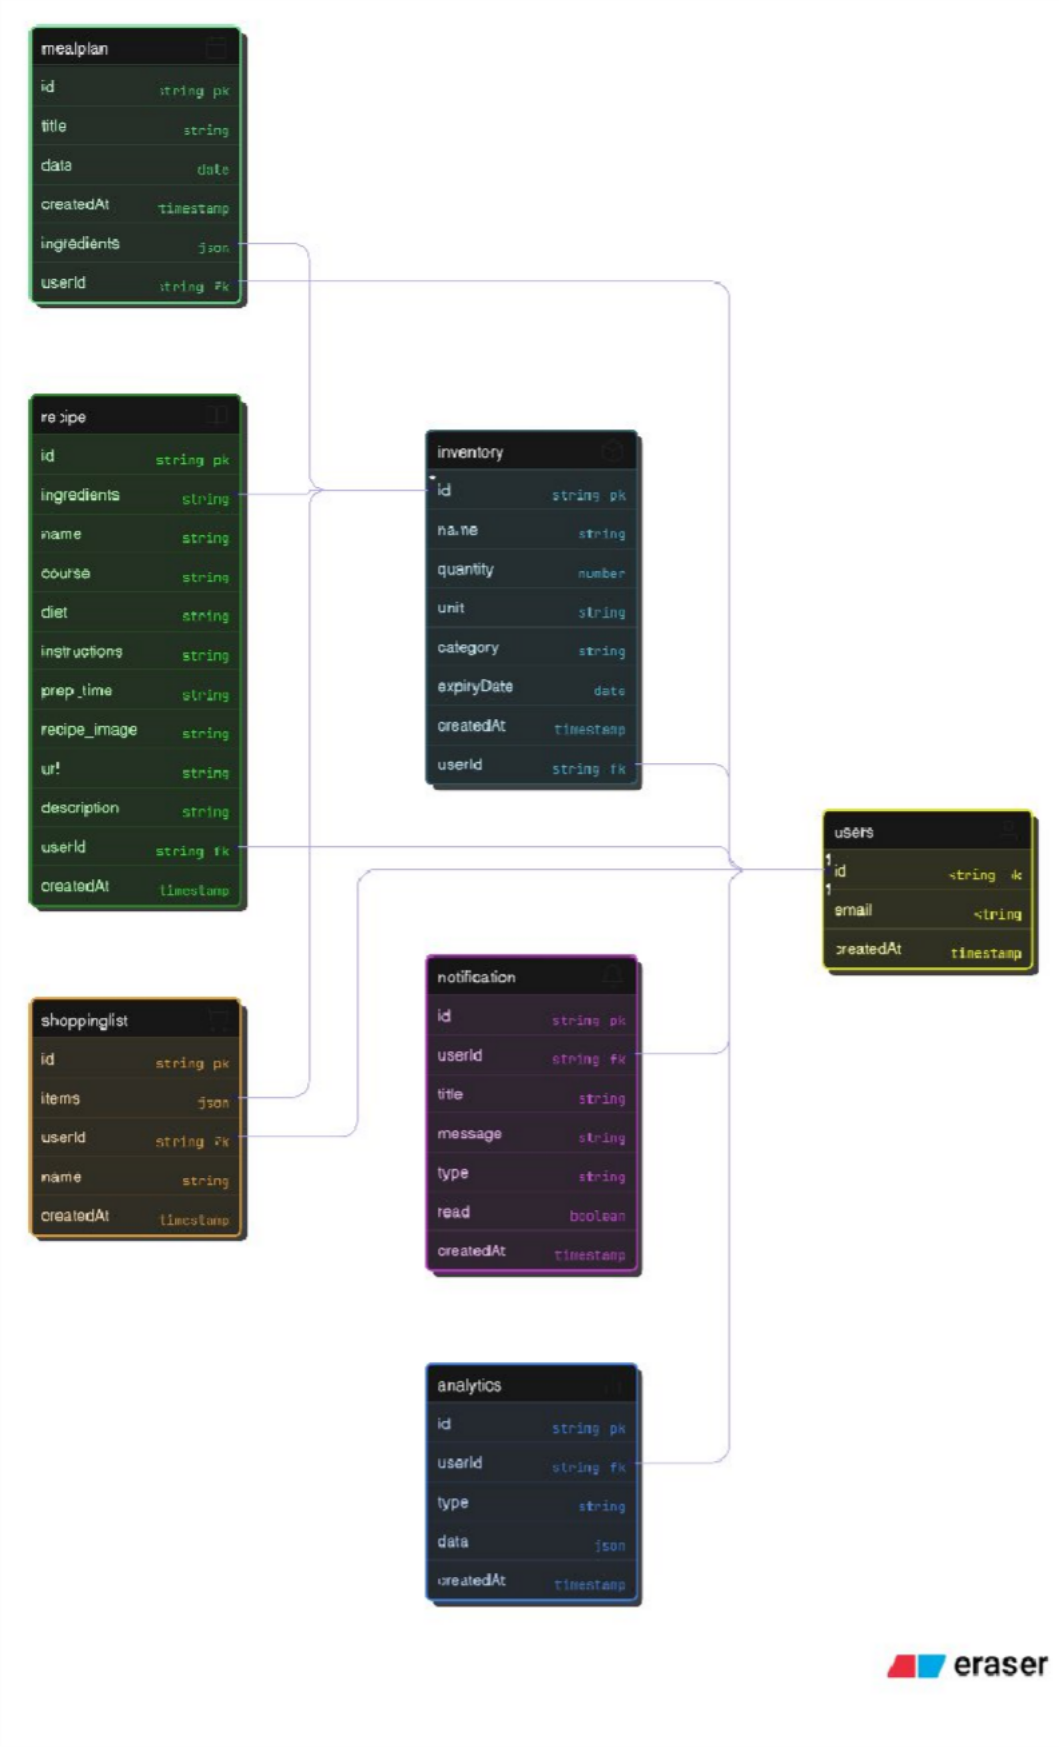 mealplan
id string pk
title string
data date
createdAt timestamp
ingredients json
userId string fk
recipe
id string pk
ingredients string
name string
course string
diet string
instructions string
prep_time string
recipe_image string
url string
description string
userId string fk
createdAt timestamp
shoppinglist
id string pk
items json
userId string fk
name string
createdAt timestamp
inventory
id string pk
name string
quantity number
unit string
category string
expiryDate date
createdAt timestamp
userId string fk
notification
id string pk
userId string fk
title string
message string
type string
read boolean
createdAt timestamp
analytics
id string pk
userId string fk
type string
data json
createdAt timestamp
users
1
id string pk
1
email string
createdAt timestamp
eraser